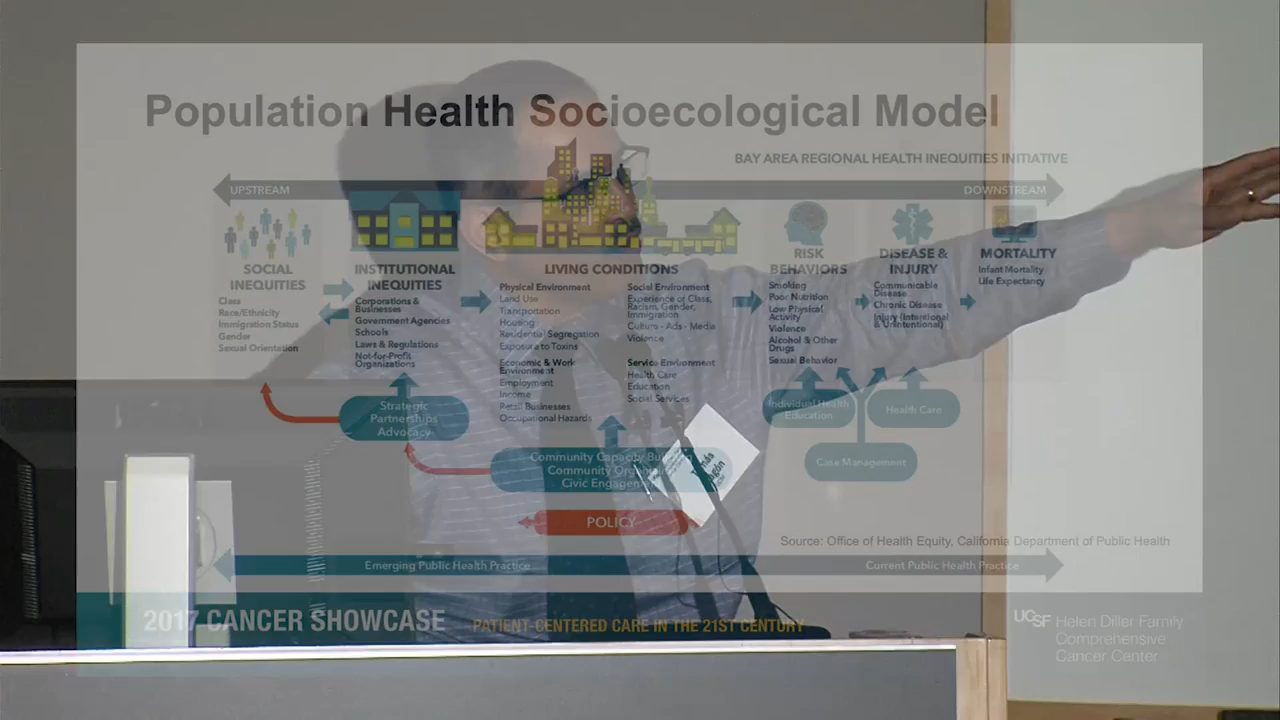 Population Health Socioecological Model
BAY AREA REGIONAL HEALTH INEQUITIES INITIATIVE
UPSTREAM
DOWNSTREAM
SOCIAL
INEQUITIES
Class
Race/Ethnicity
Immigration Status
Gender
Sexual Orientation
INSTITUTIONAL
INEQUITIES
Corporations &
Businesses
Government Agencies
Schools
Laws & Regulations
Not-for-Profit
Organizations
LIVING CONDITIONS
Physical Environment
Land Use
Transportation
Housing
Residential Segregation
Exposure to Toxins
Economic & Work
Environment
Employment
Income
Retail Businesses
Occupational Hazards
Social Environment
Experience of Class,
Racism, Gender,
Immigration
Culture - Ads - Media
Violence
Service Environment
Health Care
Education
Social Services
RISK
BEHAVIORS
Smoking
Poor Nutrition
Low Physical
Activity
Violence
Alcohol & Other
Drugs
Sexual Behavior
DISEASE &
INJURY
Communicable
Disease
Chronic Disease
Injury (Intentional
& Unintentional)
MORTALITY
Infant Mortality
Life Expectancy
Strategic
Partnerships
Advocacy
Community Capacity
Community
Civic
Individual Health
Education
Health Care
Case Management
POLICY
Source: Office of Health Equity, California Department of Public Health
Emerging Public Health Practice
Current Public Health Practice
2017 CANCER SHOWCASE
PATIENT-CENTERED CARE IN THE 21ST CENTURY
UCSF Helen Diller Family
Comprehensive
Cancer Center